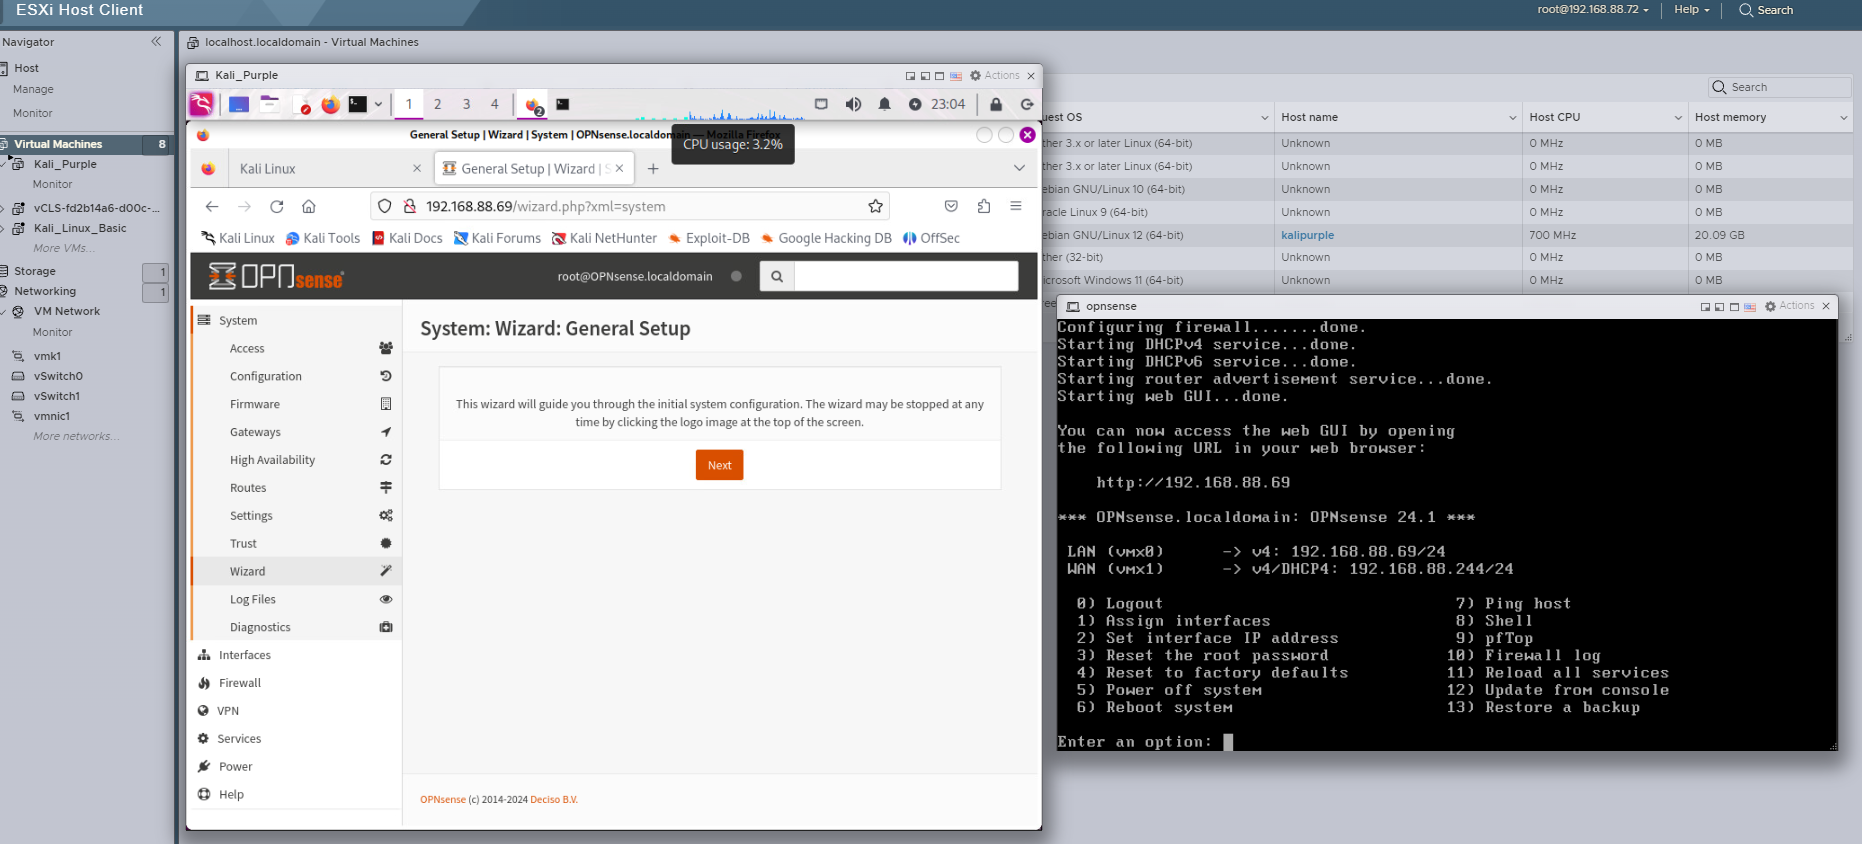 ESXi Host Client
root@192.168.88.72
Help
Search
Navigator
Host
Manage
Monitor
Virtual Machines 8
Kali_Purple
Monitor
vCLS-fd2b14a6-d00c-...
Kali_Linux_Basic
More VMs...
Storage 1
Networking 1
VM Network
Monitor
vmk1
vSwitch0
vSwitch1
vmnic1
More networks...
localhost.localdomain - Virtual Machines
Kali_Purple
Actions
1 2 3 4
2
23:04
General Setup | Wizard | System | OPNsense.localdomain — Mozilla Firefox
CPU usage: 3.2%
Kali Linux
General Setup | Wizard | S
192.168.88.69/wizard.php?xml=system
Kali Linux Kali Tools Kali Docs Kali Forums Kali NetHunter Exploit-DB Google Hacking DB OffSec
OPNsense
root@OPNsense.localdomain
System
Access
Configuration
Firmware
Gateways
High Availability
Routes
Settings
Trust
Wizard
Log Files
Diagnostics
Interfaces
Firewall
VPN
Services
Power
Help
System: Wizard: General Setup
This wizard will guide you through the initial system configuration. The wizard may be stopped at any
time by clicking the logo image at the top of the screen.
Next
OPNsense (c) 2014-2024 Deciso B.V.
Search
uest OS Host name Host CPU Host memory
ther 3.x or later Linux (64-bit) Unknown 0 MHz 0 MB
ther 3.x or later Linux (64-bit) Unknown 0 MHz 0 MB
ebian GNU/Linux 10 (64-bit) Unknown 0 MHz 0 MB
racle Linux 9 (64-bit) Unknown 0 MHz 0 MB
ebian GNU/Linux 12 (64-bit) kalipurple 700 MHz 20.09 GB
ther (32-bit) Unknown 0 MHz 0 MB
icrosoft Windows 11 (64-bit) Unknown 0 MHz 0 MB
opnsense
Actions
Configuring firewall.......done.
Starting DHCPv4 service...done.
Starting DHCPv6 service...done.
Starting router advertisement service...done.
Starting web GUI...done.
You can now access the web GUI by opening
the following URL in your web browser:
http://192.168.88.69
*** OPNsense.localdomain: OPNsense 24.1 ***
LAN (vmx0) -> v4: 192.168.88.69/24
WAN (vmx1) -> v4/DHCP4: 192.168.88.244/24
0) Logout 7) Ping host
1) Assign interfaces 8) Shell
2) Set interface IP address 9) pfTop
3) Reset the root password 10) Firewall log
4) Reset to factory defaults 11) Reload all services
5) Power off system 12) Update from console
6) Reboot system 13) Restore a backup
Enter an option: